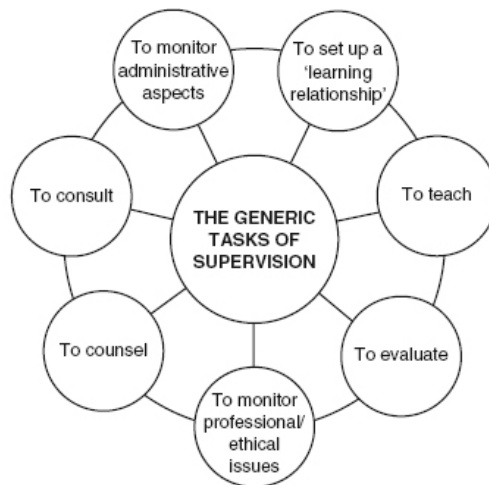 To monitor
administrative
aspects
To set up a
‘learning
relationship’
To consult
To teach
THE GENERIC
TASKS OF
SUPERVISION
To counsel
To evaluate
To monitor
professional/
ethical
issues